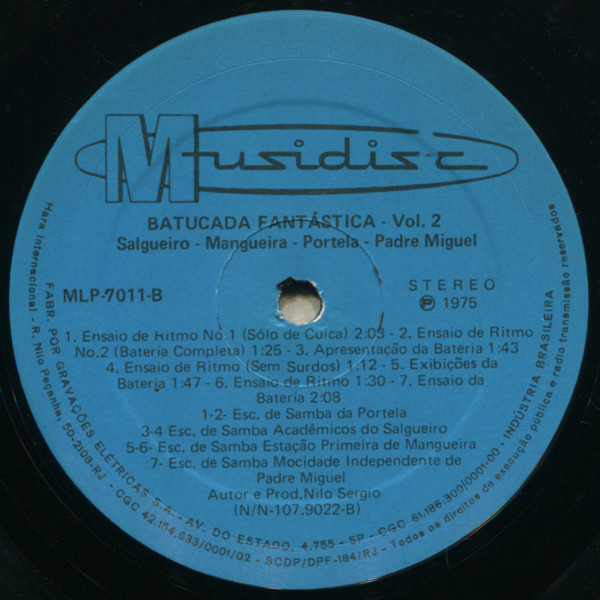 Musidisc
BATUCADA FANTÁSTICA - Vol. 2
Salgueiro - Mangueira - Portela - Padre Miguel
MLP-7011-B
STEREO
℗ 1975
1. Ensaio de Ritmo No.1 (Sólo de Cuíca) 2:03 - 2. Ensaio de Ritmo
No.2 (Bateria Completa) 1:25 - 3. Apresentação da Bateria 1:43
4. Ensaio de Ritmo (Sem Surdos) 1:12 - 5. Exibições da
Bateria 1:47 - 6. Ensaio de Ritmo 1:30 - 7. Ensaio da
Bateria 2:08
1-2- Esc. de Samba da Portela
3-4 Esc. de Samba Acadêmicos do Salgueiro
5-6- Esc. de Samba Estação Primeira de Mangueira
7- Esc. de Samba Mocidade Independente de
Padre Miguel
Autor e Prod. Nilo Sergio
(N/N-107.9022-B)
FABR. POR GRAVAÇÕES ELÉTRICAS S.A. - AV. DO ESTADO, 4.755 - SP - CGC 61.186.300/0001-00 - INDÚSTRIA BRASILEIRA
Hara Internacional - R. Nilo Peçanha, 50-2106-RJ - CGC 42.154.633/0001/02 - SCDP/DPF-184/RJ - Todos os direitos de execução pública e radio transmissão reservados